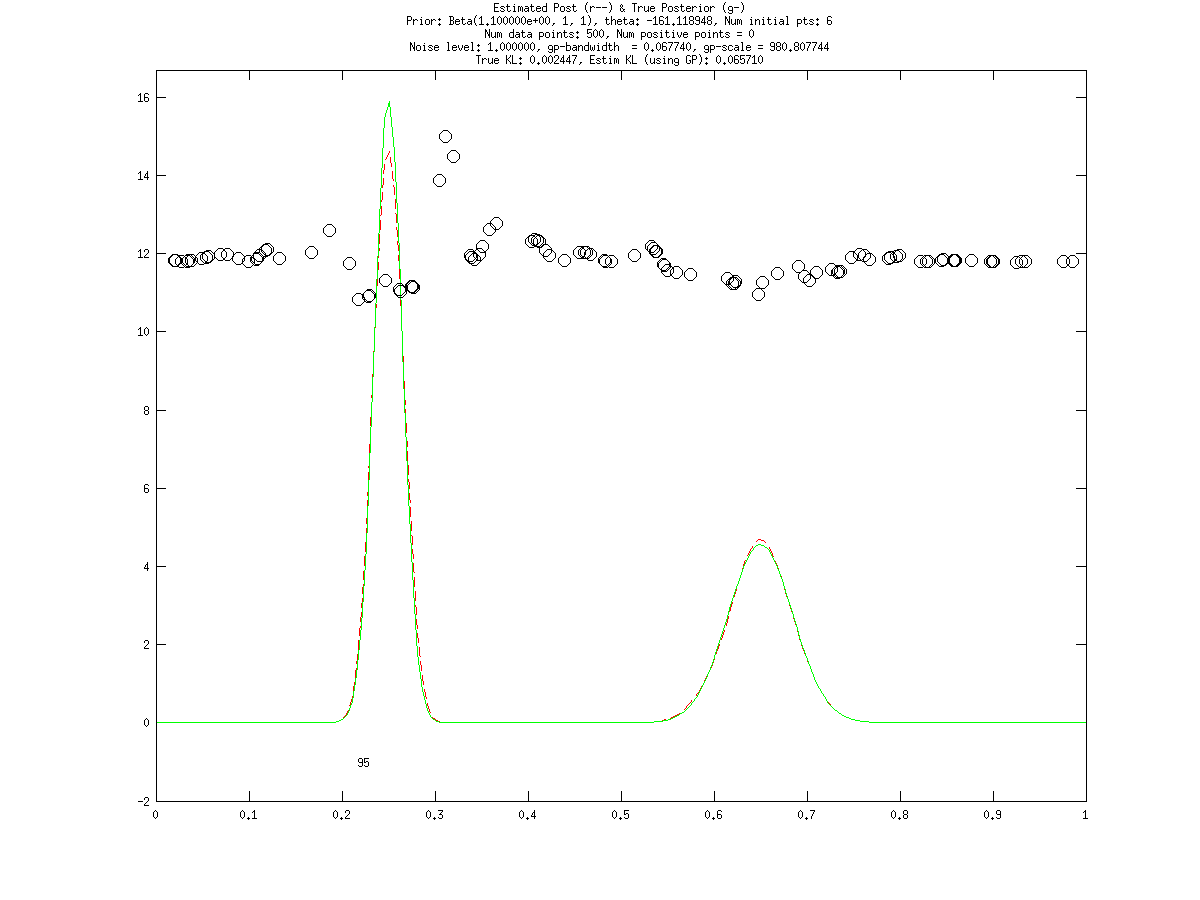 Estimated Post (r--) & True Posterior (g-)
Prior: Beta(1.100000e+00, 1, 1), theta: -161.118948, Num initial pts: 6
Num data points: 500, Num positive points = 0
Noise level: 1.000000, gp-bandwidth  = 0.067740, gp-scale = 980.807744
True KL: 0.002447, Estim KL (using GP): 0.065710
16
14
12
10
8
6
4
2
0
95
-2
0 0.1 0.2 0.3 0.4 0.5 0.6 0.7 0.8 0.9 1